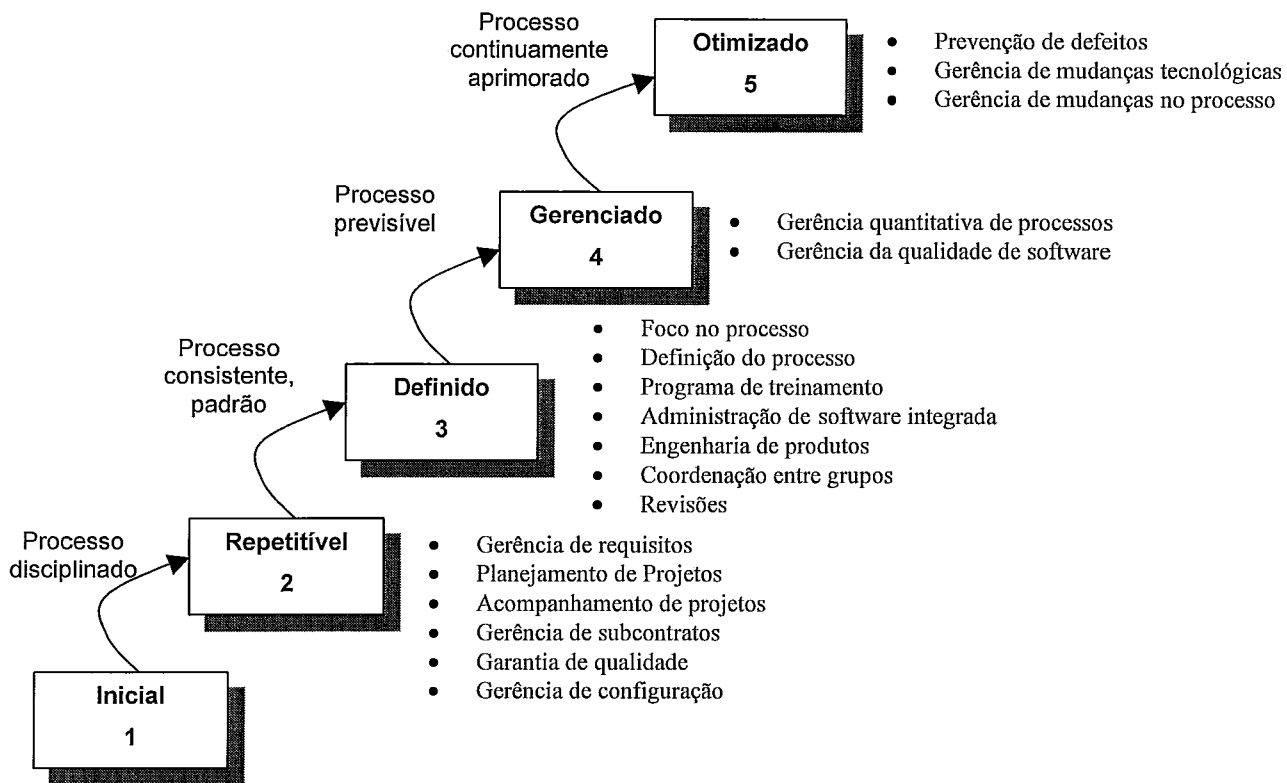 Processo
continuamente
aprimorado
Otimizado
5
• Prevenção de defeitos
• Gerência de mudanças tecnológicas
• Gerência de mudanças no processo
Processo
previsível
Gerenciado
4
• Gerência quantitativa de processos
• Gerência da qualidade de software
Processo
consistente,
padrão
Definido
3
• Foco no processo
• Definição do processo
• Programa de treinamento
• Administração de software integrada
• Engenharia de produtos
• Coordenação entre grupos
• Revisões
Processo
disciplinado
Repetitível
2
• Gerência de requisitos
• Planejamento de Projetos
• Acompanhamento de projetos
• Gerência de subcontratos
• Garantia de qualidade
• Gerência de configuração
Inicial
1